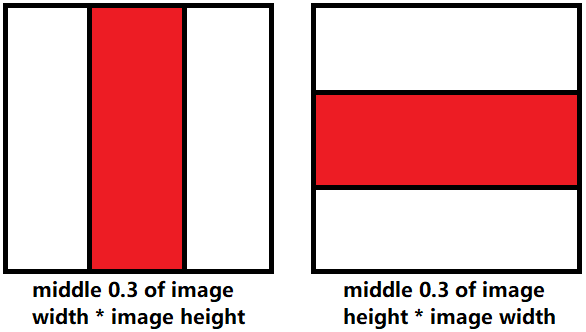 middle 0.3 of image
width * image height
middle 0.3 of image
height * image width